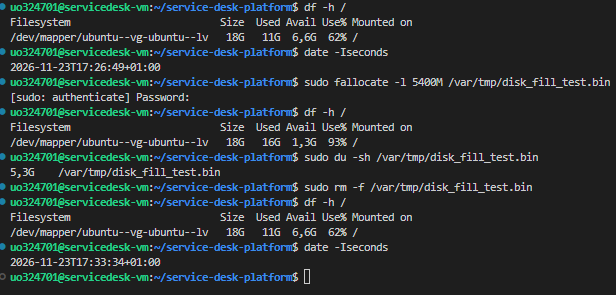 uo324701@servicedesk-vm:~/service-desk-platform$ df -h /
Filesystem                         Size  Used Avail Use% Mounted on
/dev/mapper/ubuntu--vg-ubuntu--lv   18G   11G  6,6G  62% /
uo324701@servicedesk-vm:~/service-desk-platform$ date -Iseconds
2026-11-23T17:26:49+01:00
uo324701@servicedesk-vm:~/service-desk-platform$ sudo fallocate -l 5400M /var/tmp/disk_fill_test.bin
[sudo: authenticate] Password:
uo324701@servicedesk-vm:~/service-desk-platform$ df -h /
Filesystem                         Size  Used Avail Use% Mounted on
/dev/mapper/ubuntu--vg-ubuntu--lv   18G   16G  1,3G  93% /
uo324701@servicedesk-vm:~/service-desk-platform$ sudo du -sh /var/tmp/disk_fill_test.bin
5,3G    /var/tmp/disk_fill_test.bin
uo324701@servicedesk-vm:~/service-desk-platform$ sudo rm -f /var/tmp/disk_fill_test.bin
uo324701@servicedesk-vm:~/service-desk-platform$ df -h /
Filesystem                         Size  Used Avail Use% Mounted on
/dev/mapper/ubuntu--vg-ubuntu--lv   18G   11G  6,6G  62% /
uo324701@servicedesk-vm:~/service-desk-platform$ date -Iseconds
2026-11-23T17:33:34+01:00
uo324701@servicedesk-vm:~/service-desk-platform$